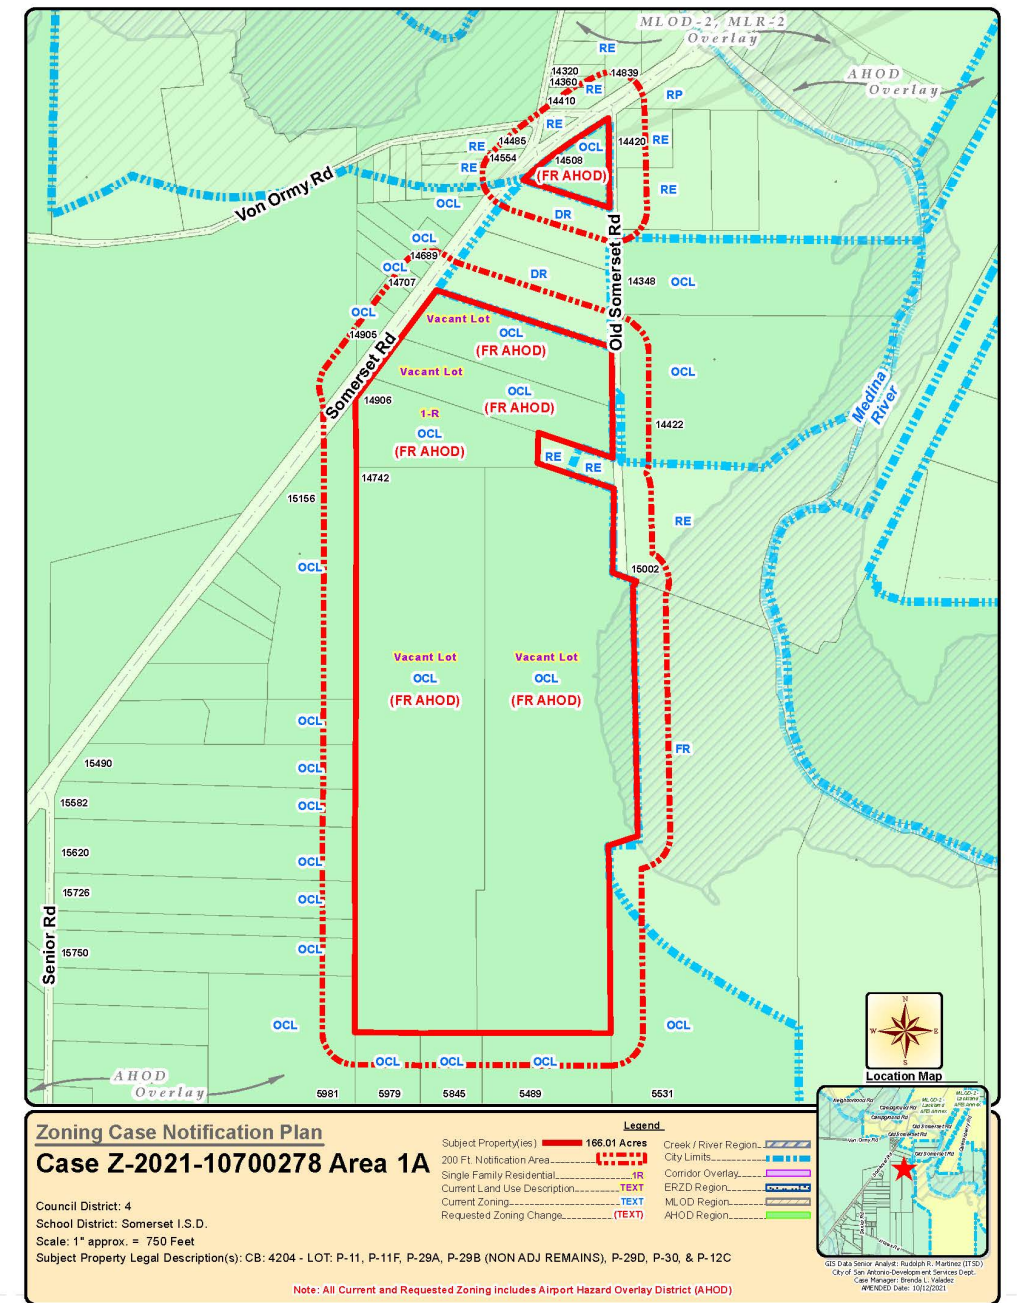 MLOD-2, MLR-2
Overlay
AHOD
Overlay
RE
14320
14360
RE
14839
14410
RP
RE
14485
RE
14554
RE
OCL
14508
(FR AHOD)
14420
RE
RE
Von Ormy Rd
OCL
DR
Old Somerset Rd
OCL
14689
OCL
14707
DR
14348
OCL
OCL
14905
Vacant Lot
OCL
(FR AHOD)
Somerset Rd
Vacant Lot
OCL
(FR AHOD)
OCL
Medina
River
14906
1-R
OCL
(FR AHOD)
14422
RE
RE
14742
15156
RE
OCL
15002
Vacant Lot
OCL
(FR AHOD)
Vacant Lot
OCL
(FR AHOD)
OCL
FR
15490
OCL
15582
OCL
15620
OCL
15726
OCL
Senior Rd
15750
OCL
OCL
OCL
OCL
OCL
OCL
AHOD
Overlay
5981
5979
5845
5489
5531
N
W
E
S
Location Map
Zoning Case Notification Plan
Case Z-2021-10700278 Area 1A
Council District: 4
School District: Somerset I.S.D.
Scale: 1" approx. = 750 Feet
Subject Property Legal Description(s): CB: 4204 - LOT: P-11, P-11F, P-29A, P-29B (NON ADJ REMAINS), P-29D, P-30, & P-12C
Legend
Subject Property(ies) 166.01 Acres
200 Ft. Notification Area
Single Family Residential 1R
Current Land Use Description TEXT
Current Zoning TEXT
Requested Zoning Change (TEXT)
Creek / River Region
City Limits
Corridor Overlay
ERZD Region
MLOD Region
AHOD Region
Note: All Current and Requested Zoning includes Airport Hazard Overlay District (AHOD)
GIS Data Senior Analyst: Rudolph R. Martinez (ITSD)
City of San Antonio-Development Services Dept.
Case Manager: Brenda L. Valadez
AMENDED Date: 10/12/2021